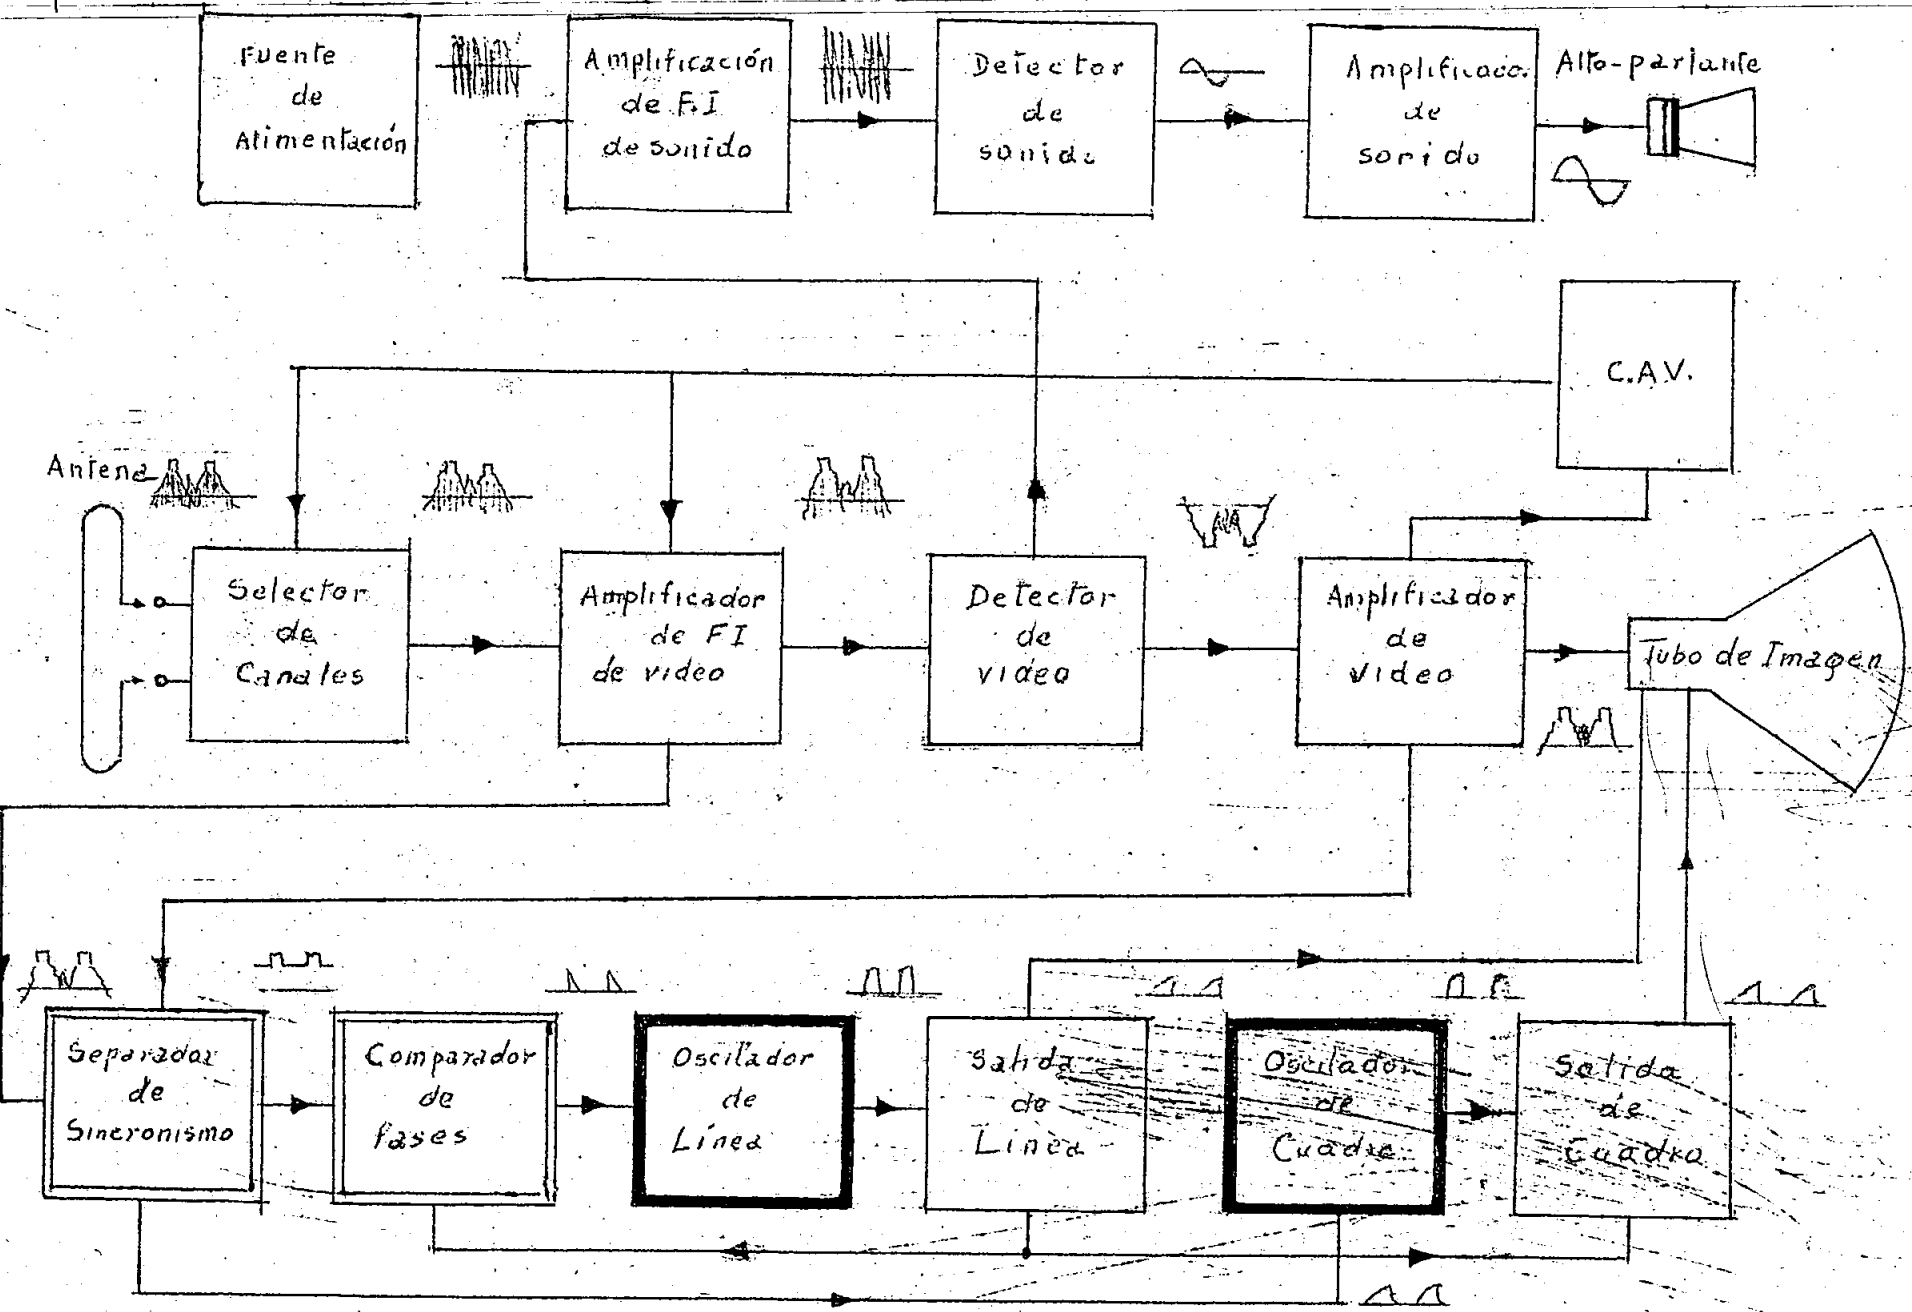 Fuente
de
Alimentación
Amplificación
de F.I
de sonido
Detector
de
sonido
Amplificador
de
sonido
Alto-parlante
C.A.V.
Antena
Selector
de
Canales
Amplificador
de FI
de video
Detector
de
video
Amplificador
de
video
Tubo de Imagen
Separador
de
Sincronismo
Comparador
de
fases
Oscilador
de
Línea
Salida
de
Línea
Oscilador
de
Cuadro
Salida
de
Cuadro